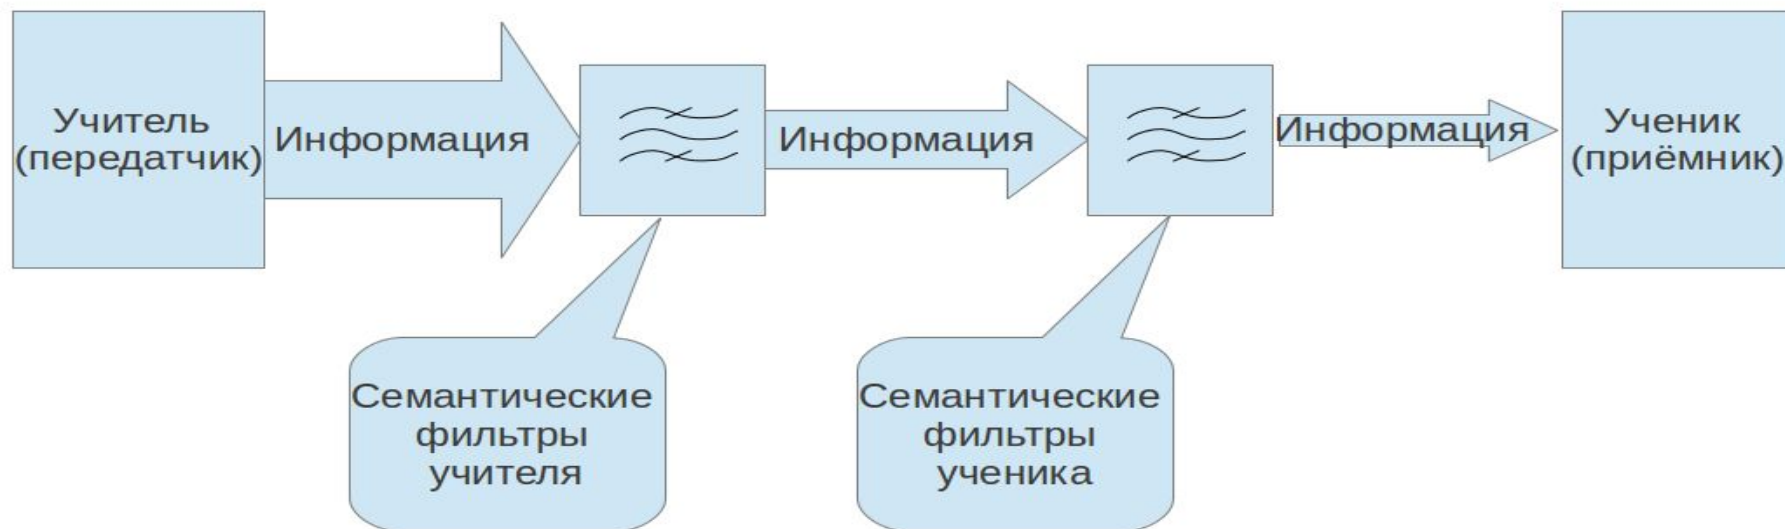 Учитель
(передатчик)
Информация
Информация
Информация
Ученик
(приёмник)
Семантические
фильтры
учителя
Семантические
фильтры
ученика